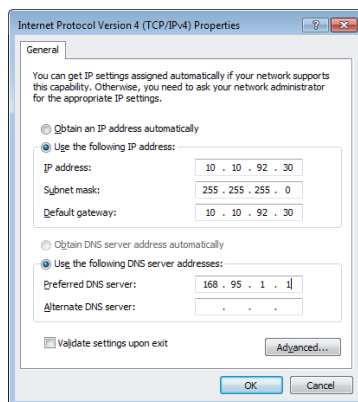 Internet Protocol Version 4 (TCP/IPv4) Properties
General
You can get IP settings assigned automatically if your network supports
this capability. Otherwise, you need to ask your network administrator
for the appropriate IP settings.
Obtain an IP address automatically
Use the following IP address:
IP address: 10 . 10 . 92 . 30
Subnet mask: 255 . 255 . 255 . 0
Default gateway: 10 . 10 . 92 . 30
Obtain DNS server address automatically
Use the following DNS server addresses:
Preferred DNS server: 168 . 95 . 1 . 1
Alternate DNS server: . . .
Validate settings upon exit
Advanced...
OK Cancel